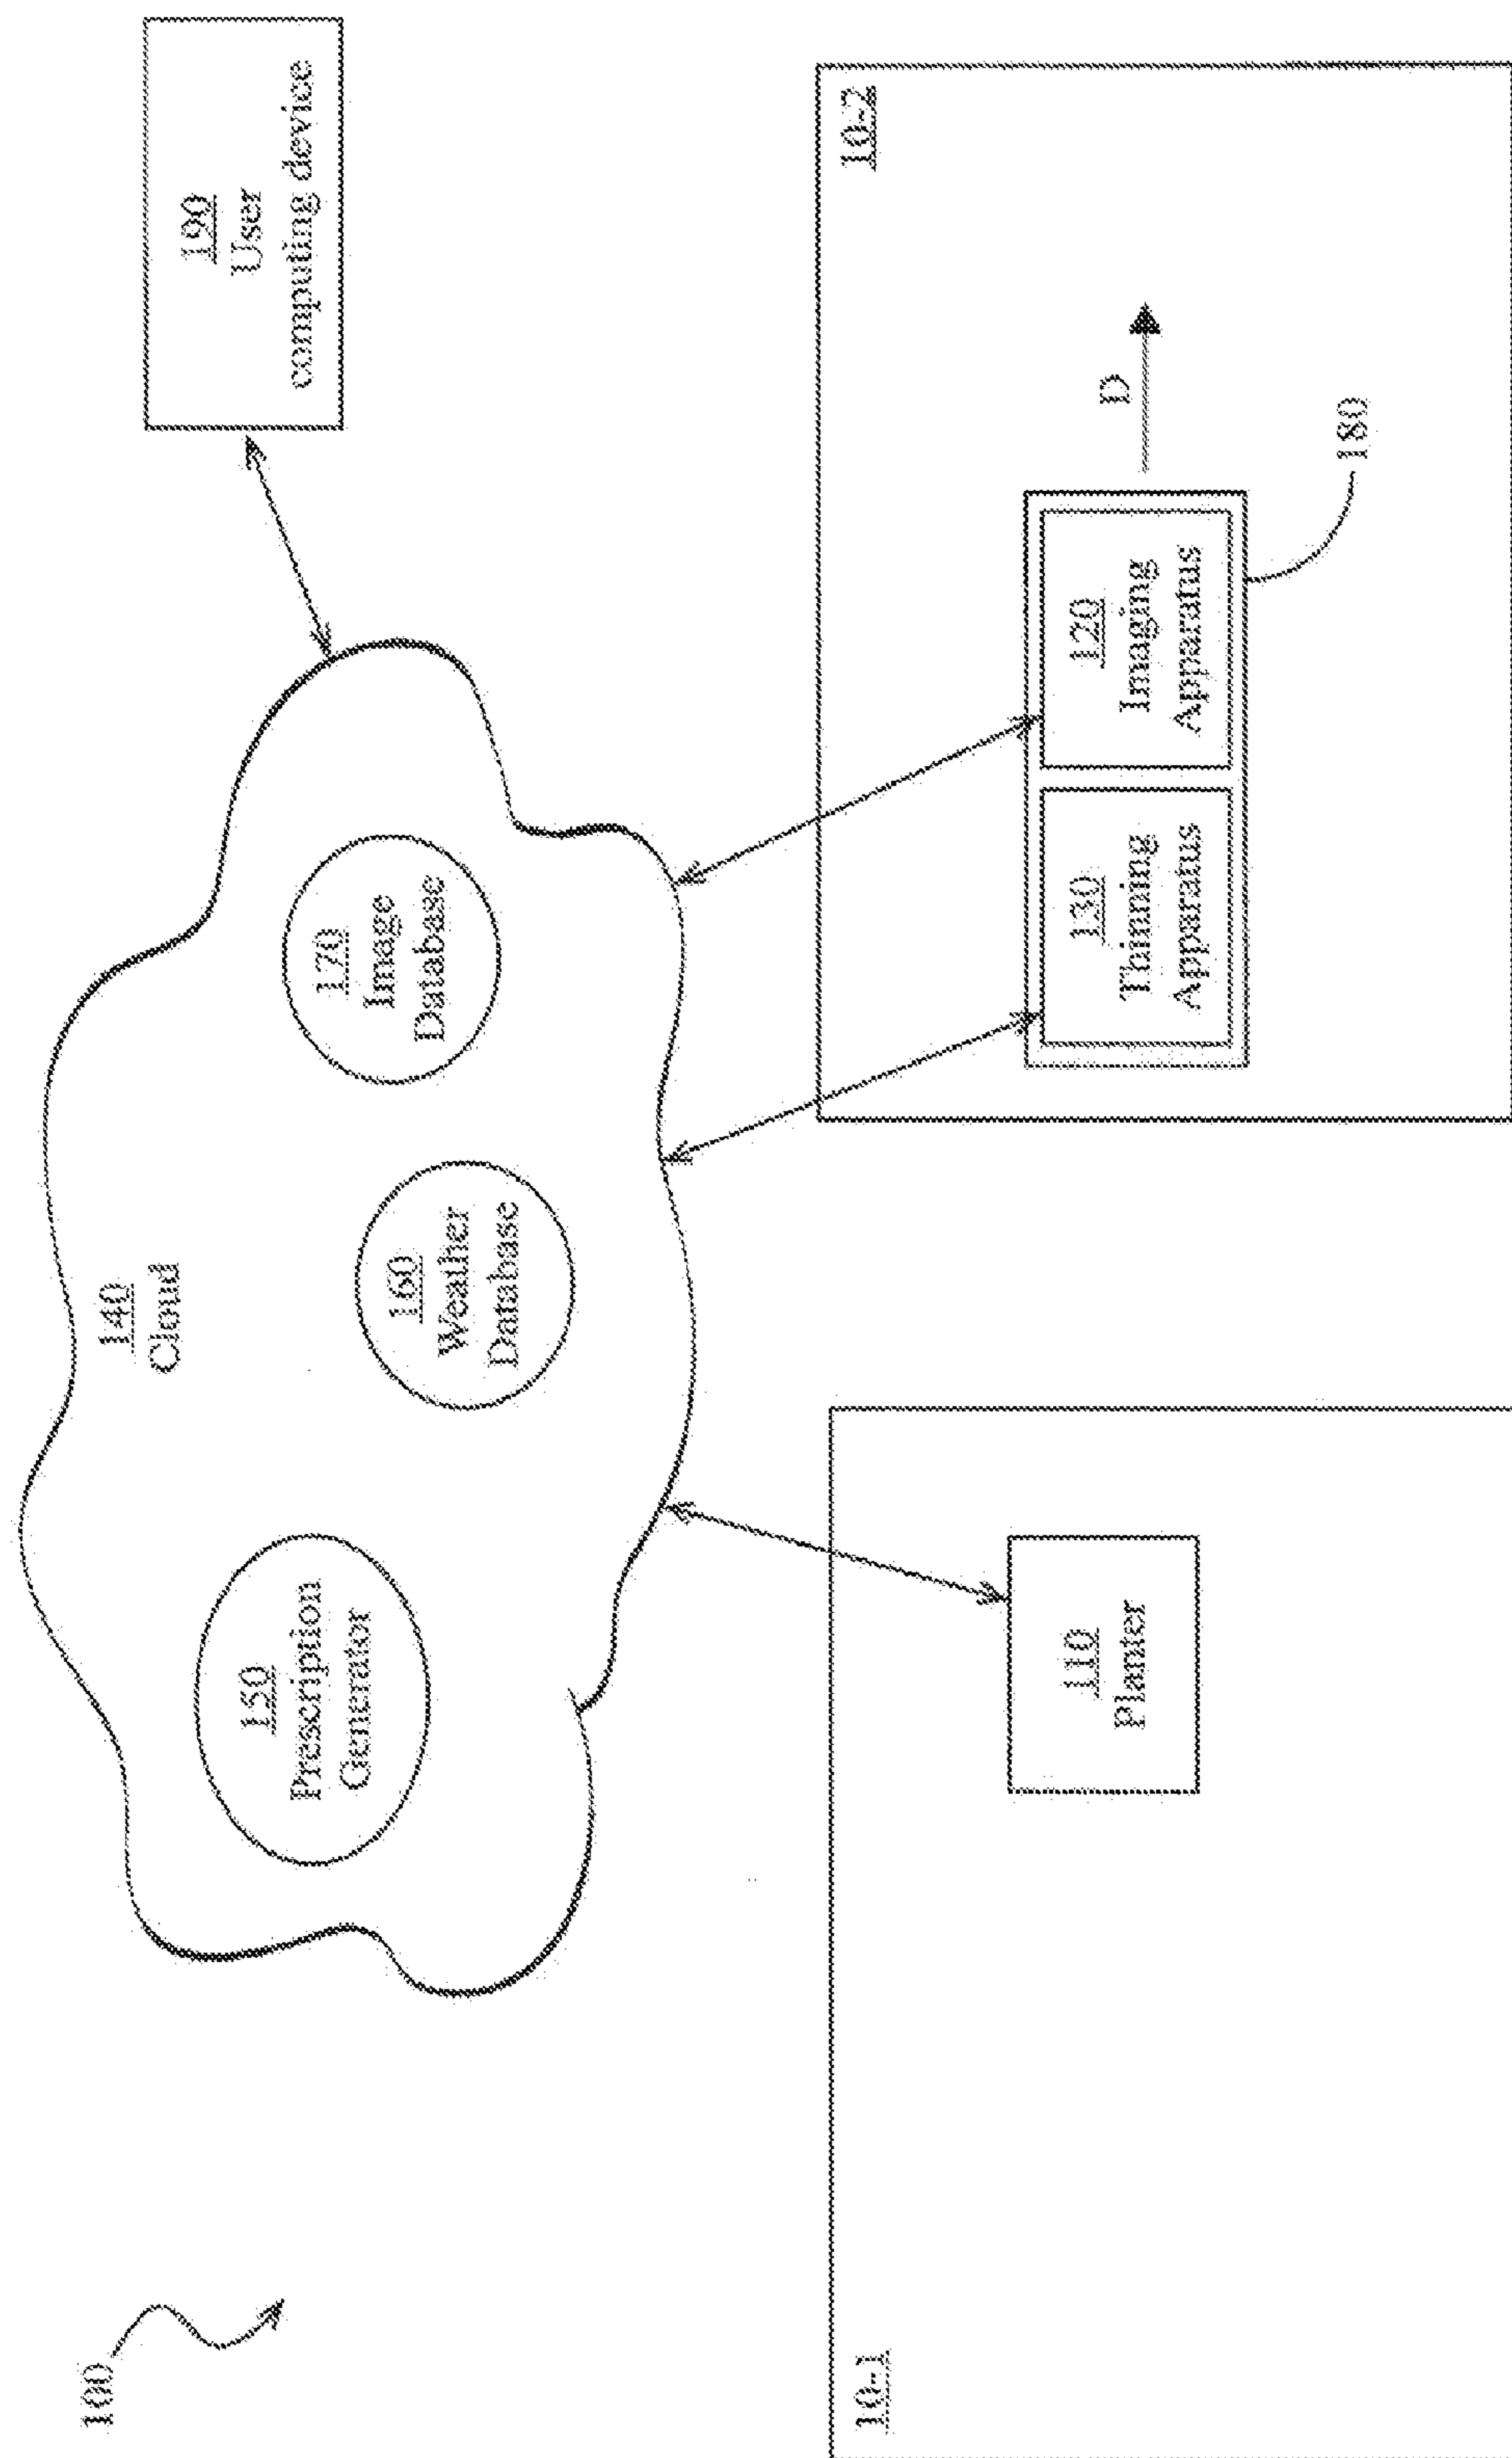 100
140
Cloud
150
Prescription
Generator
160
Weather
Database
170
Image
Database
190
User
computing device
10-1
110
Planter
10-2
130
Thinning
Apparatus
120
Imaging
Apparatus
D
180